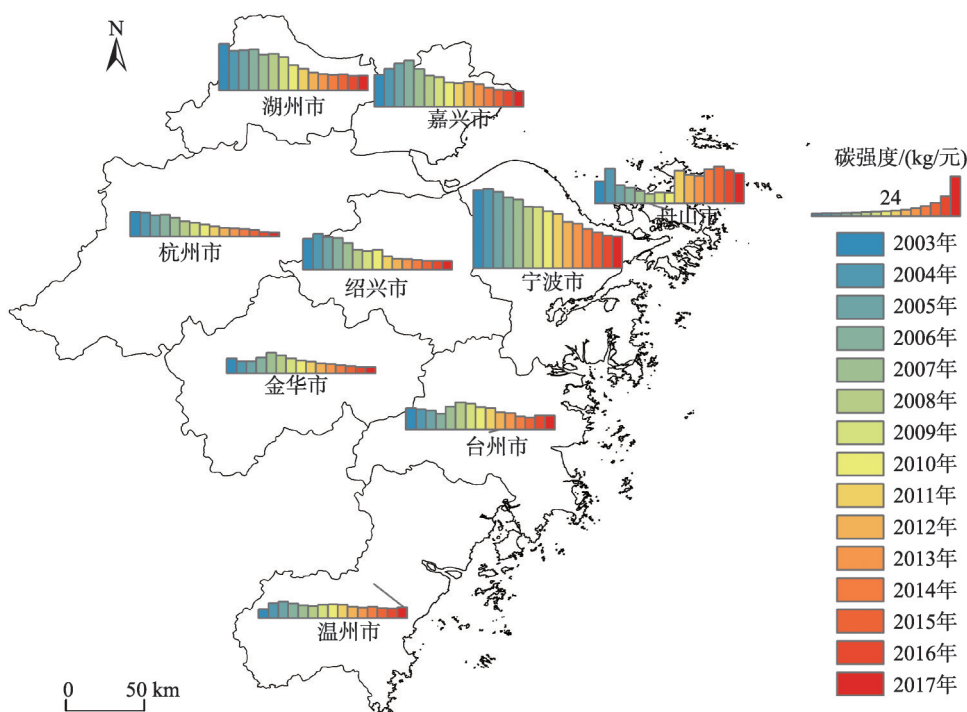 N
湖州市
嘉兴市
碳强度/(kg/元)
24
舟山市
杭州市
绍兴市
宁波市
金华市
台州市
温州市
2003年
2004年
2005年
2006年
2007年
2008年
2009年
2010年
2011年
2012年
2013年
2014年
2015年
2016年
2017年
0 50 km